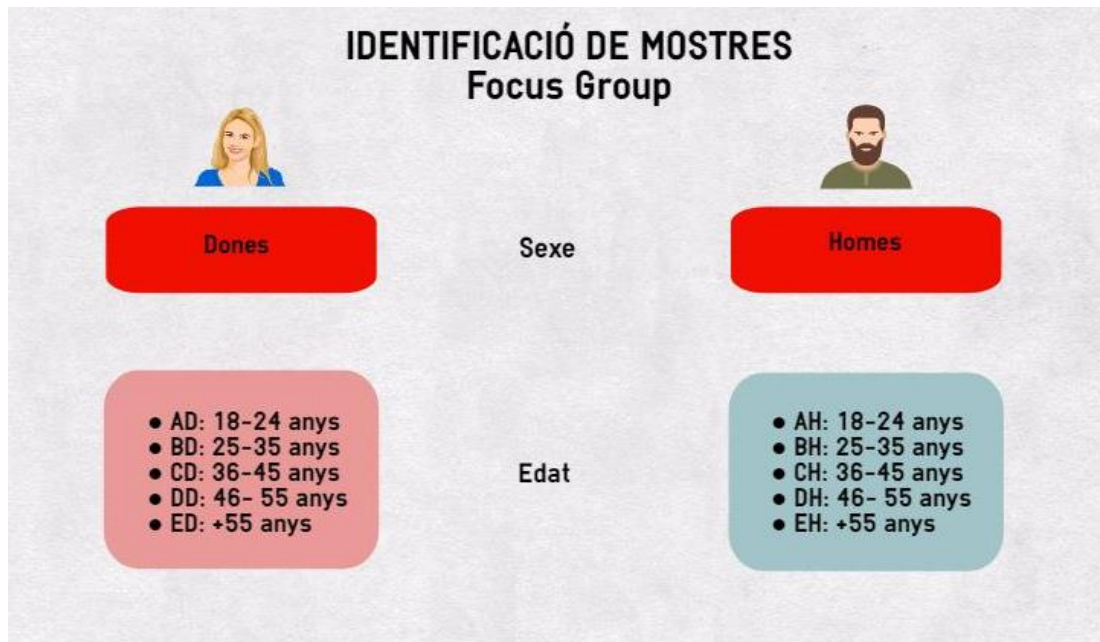 IDENTIFICACIÓ DE MOSTRES
Focus Group
Dones
Sexe
Homes
● AD: 18-24 anys
● BD: 25-35 anys
● CD: 36-45 anys
● DD: 46- 55 anys
● ED: +55 anys
Edat
● AH: 18-24 anys
● BH: 25-35 anys
● CH: 36-45 anys
● DH: 46- 55 anys
● EH: +55 anys